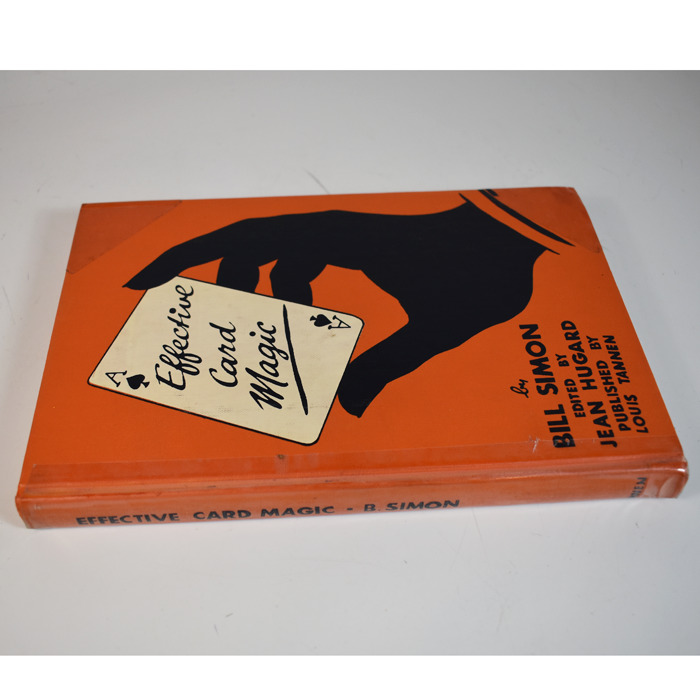 A
Effective
Card
Magic
A
by
BILL SIMON
EDITED BY
JEAN HUGARD
PUBLISHED BY
LOUIS TANNEN
EFFECTIVE CARD MAGIC - B. SIMON